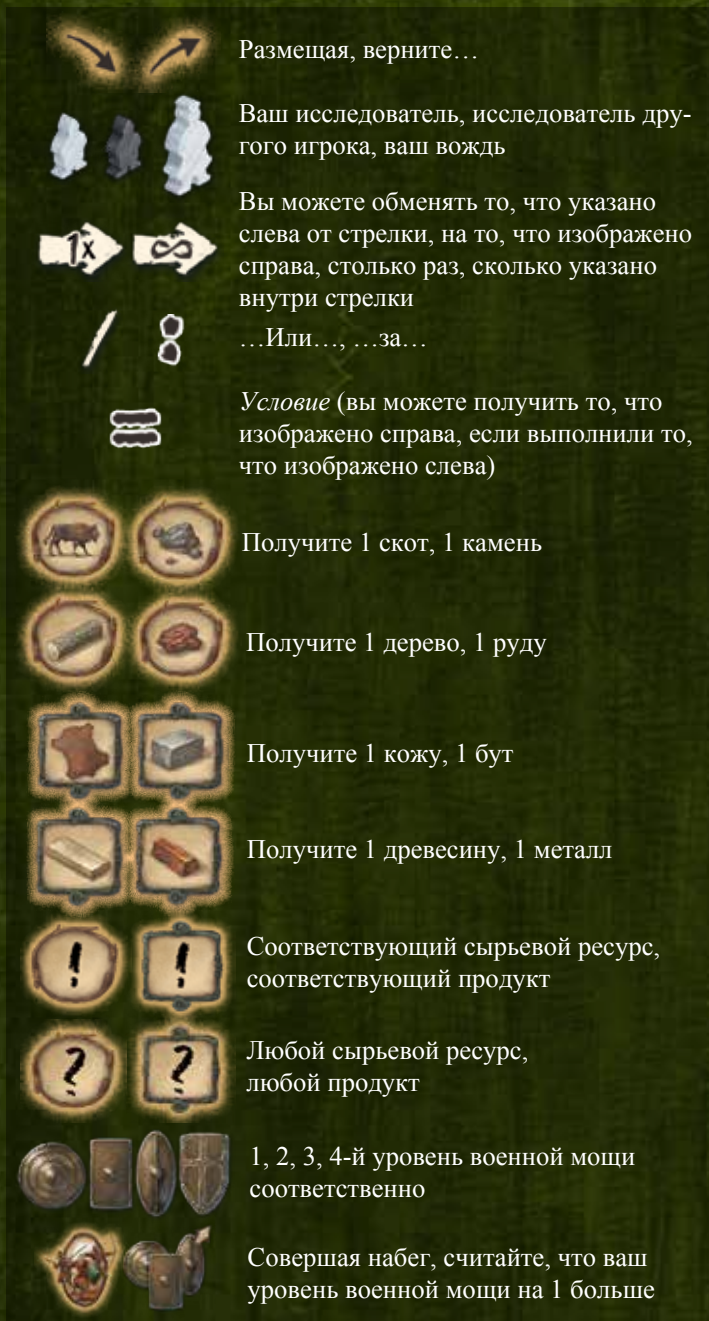 Размещая, верните…
Ваш исследователь, исследователь дру-
гого игрока, ваш вождь
Вы можете обменять то, что указано
слева от стрелки, на то, что изображено
справа, столько раз, сколько указано
внутри стрелки
1x ∞
/ :
…Или…, …за…
=
Условие (вы можете получить то, что
изображено справа, если выполнили то,
что изображено слева)
Получите 1 скот, 1 камень
Получите 1 дерево, 1 руду
Получите 1 кожу, 1 бут
Получите 1 древесину, 1 металл
! !
Соответствующий сырьевой ресурс,
соответствующий продукт
? ?
Любой сырьевой ресурс,
любой продукт
1, 2, 3, 4-й уровень военной мощи
соответственно
Совершая набег, считайте, что ваш
уровень военной мощи на 1 больше